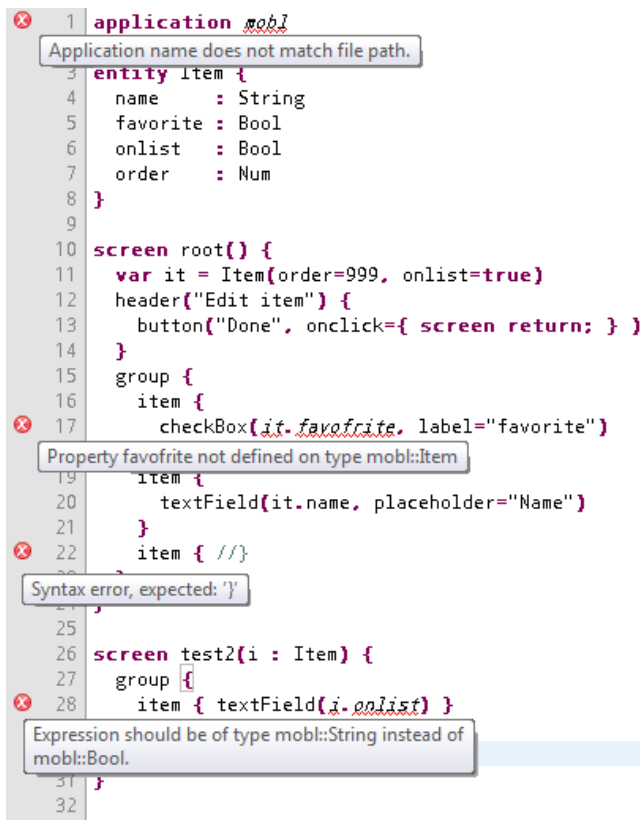 1 application mobl
Application name does not match file path.
3 entity Item {
4 name : String
5 favorite : Bool
6 onlist : Bool
7 order : Num
8 }
9
10 screen root() {
11 var it = Item(order=999, onlist=true)
12 header("Edit item") {
13 button("Done", onclick={ screen return; } )
14 }
15 group {
16 item {
17 checkBox(it.favofrite, label="favorite")
Property favofrite not defined on type mobl::Item
19 item {
20 textField(it.name, placeholder="Name")
21 }
22 item { //}
Syntax error, expected: '}'
24 }
25
26 screen test2(i : Item) {
27 group {
28 item { textField(i.onlist) }
Expression should be of type mobl::String instead of
mobl::Bool.
31 }
32